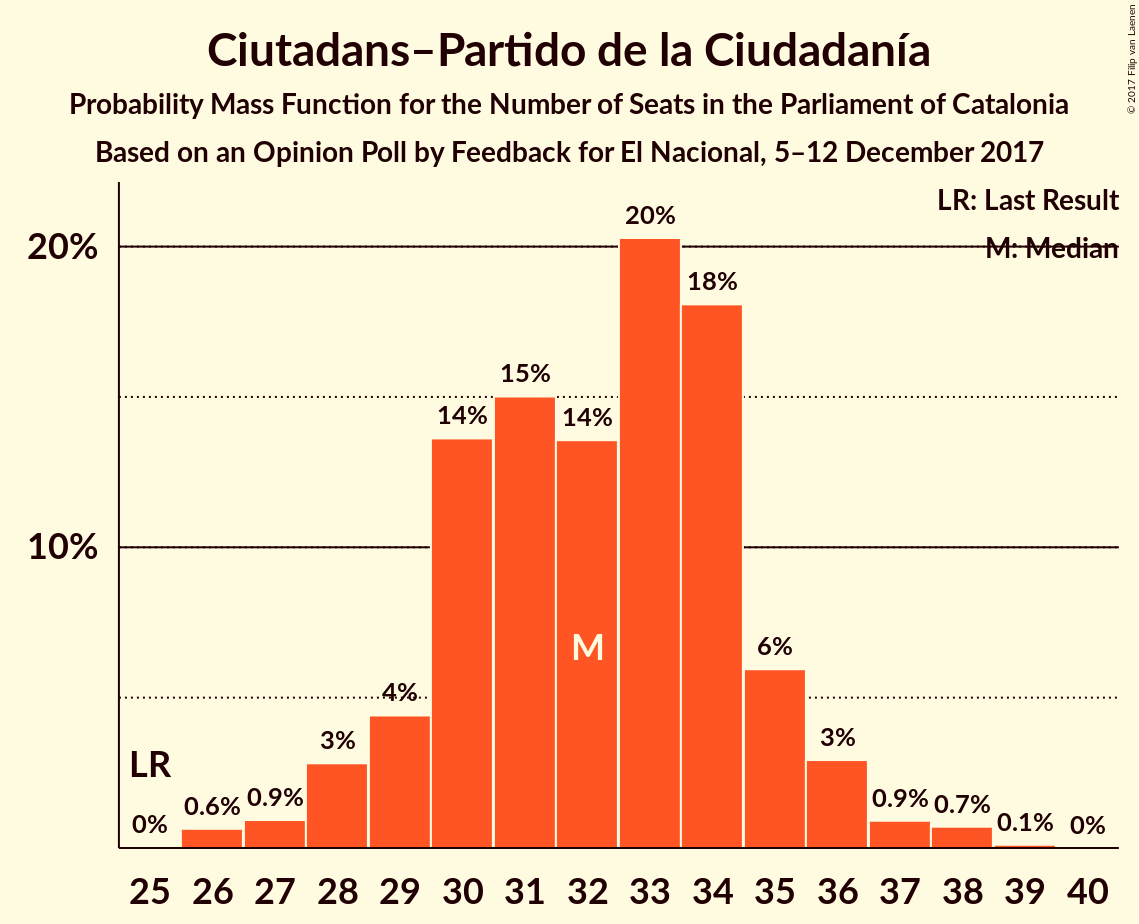 Ciutadans–Partido de la Ciudadanía
Probability Mass Function for the Number of Seats in the Parliament of Catalonia
Based on an Opinion Poll by Feedback for El Nacional, 5–12 December 2017
© 2017 Filip van Laenen
LR: Last Result
M: Median
20%
10%
LR
0%
0.6%
0.9%
3%
4%
14%
15%
14%
M
20%
18%
6%
3%
0.9%
0.7%
0.1%
0%
25 26 27 28 29 30 31 32 33 34 35 36 37 38 39 40